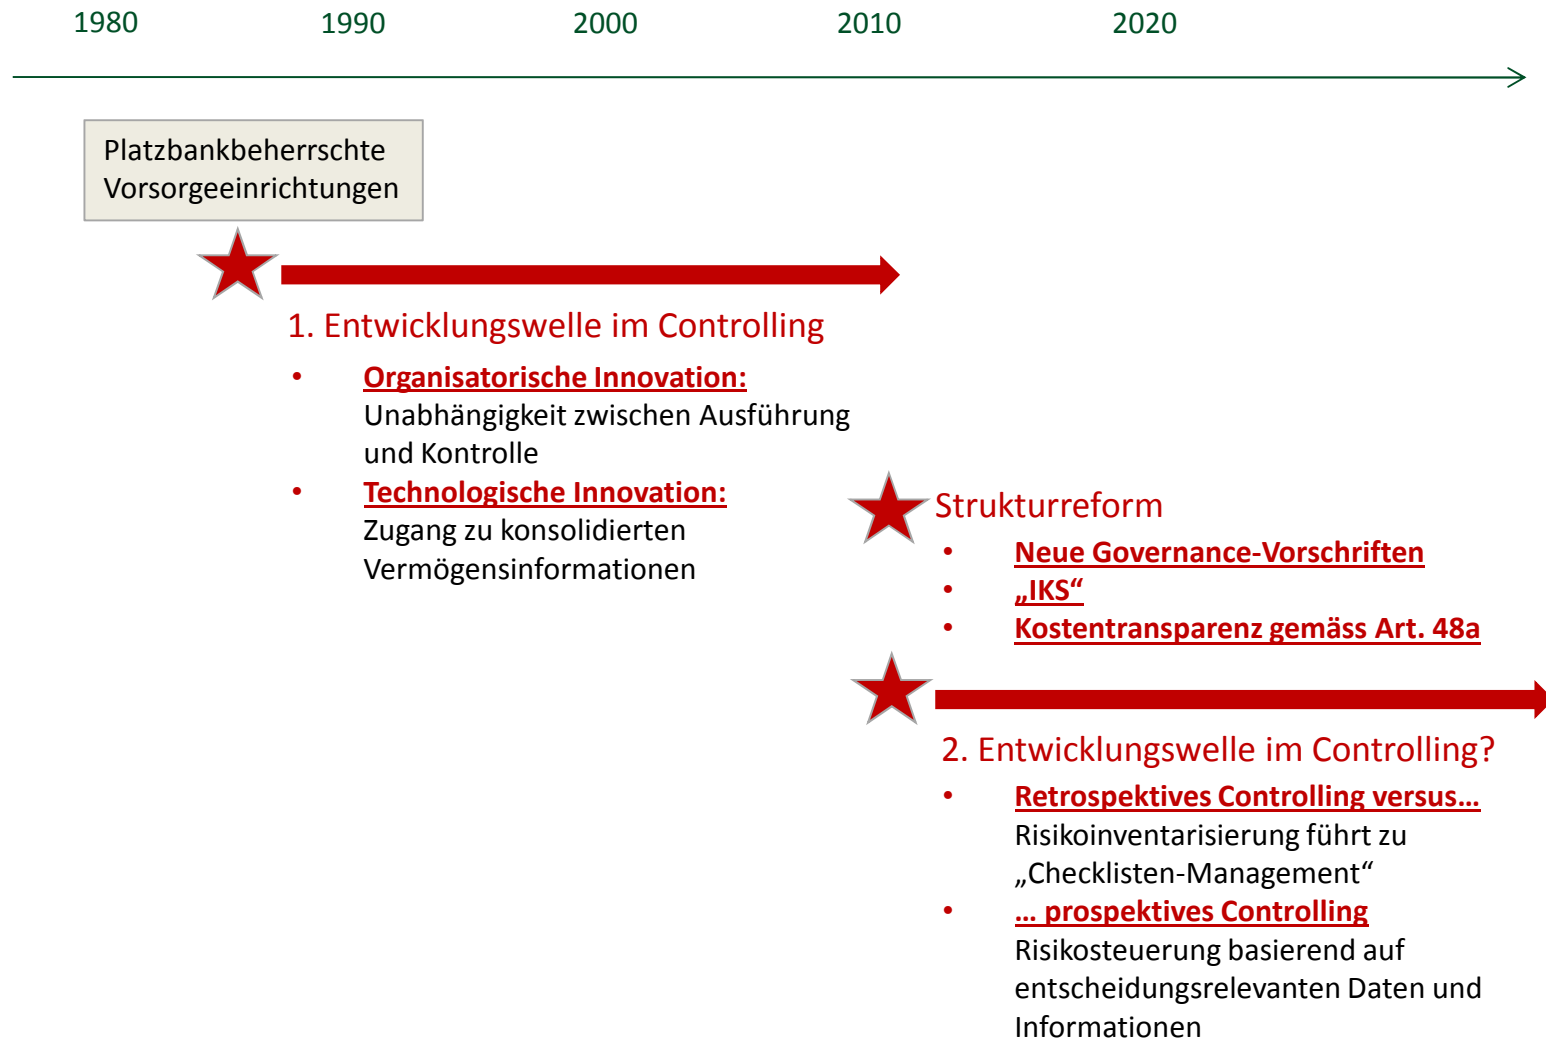 1980 1990 2000 2010 2020
Platzbankbeherrschte
Vorsorgeeinrichtungen
1. Entwicklungswelle im Controlling
• Organisatorische Innovation:
Unabhängigkeit zwischen Ausführung
und Kontrolle
• Technologische Innovation:
Zugang zu konsolidierten
Vermögensinformationen
Strukturreform
• Neue Governance-Vorschriften
• „IKS“
• Kostentransparenz gemäss Art. 48a
2. Entwicklungswelle im Controlling?
• Retrospektives Controlling versus…
Risikoinventarisierung führt zu
„Checklisten-Management“
• … prospektives Controlling
Risikosteuerung basierend auf
entscheidungsrelevanten Daten und
Informationen